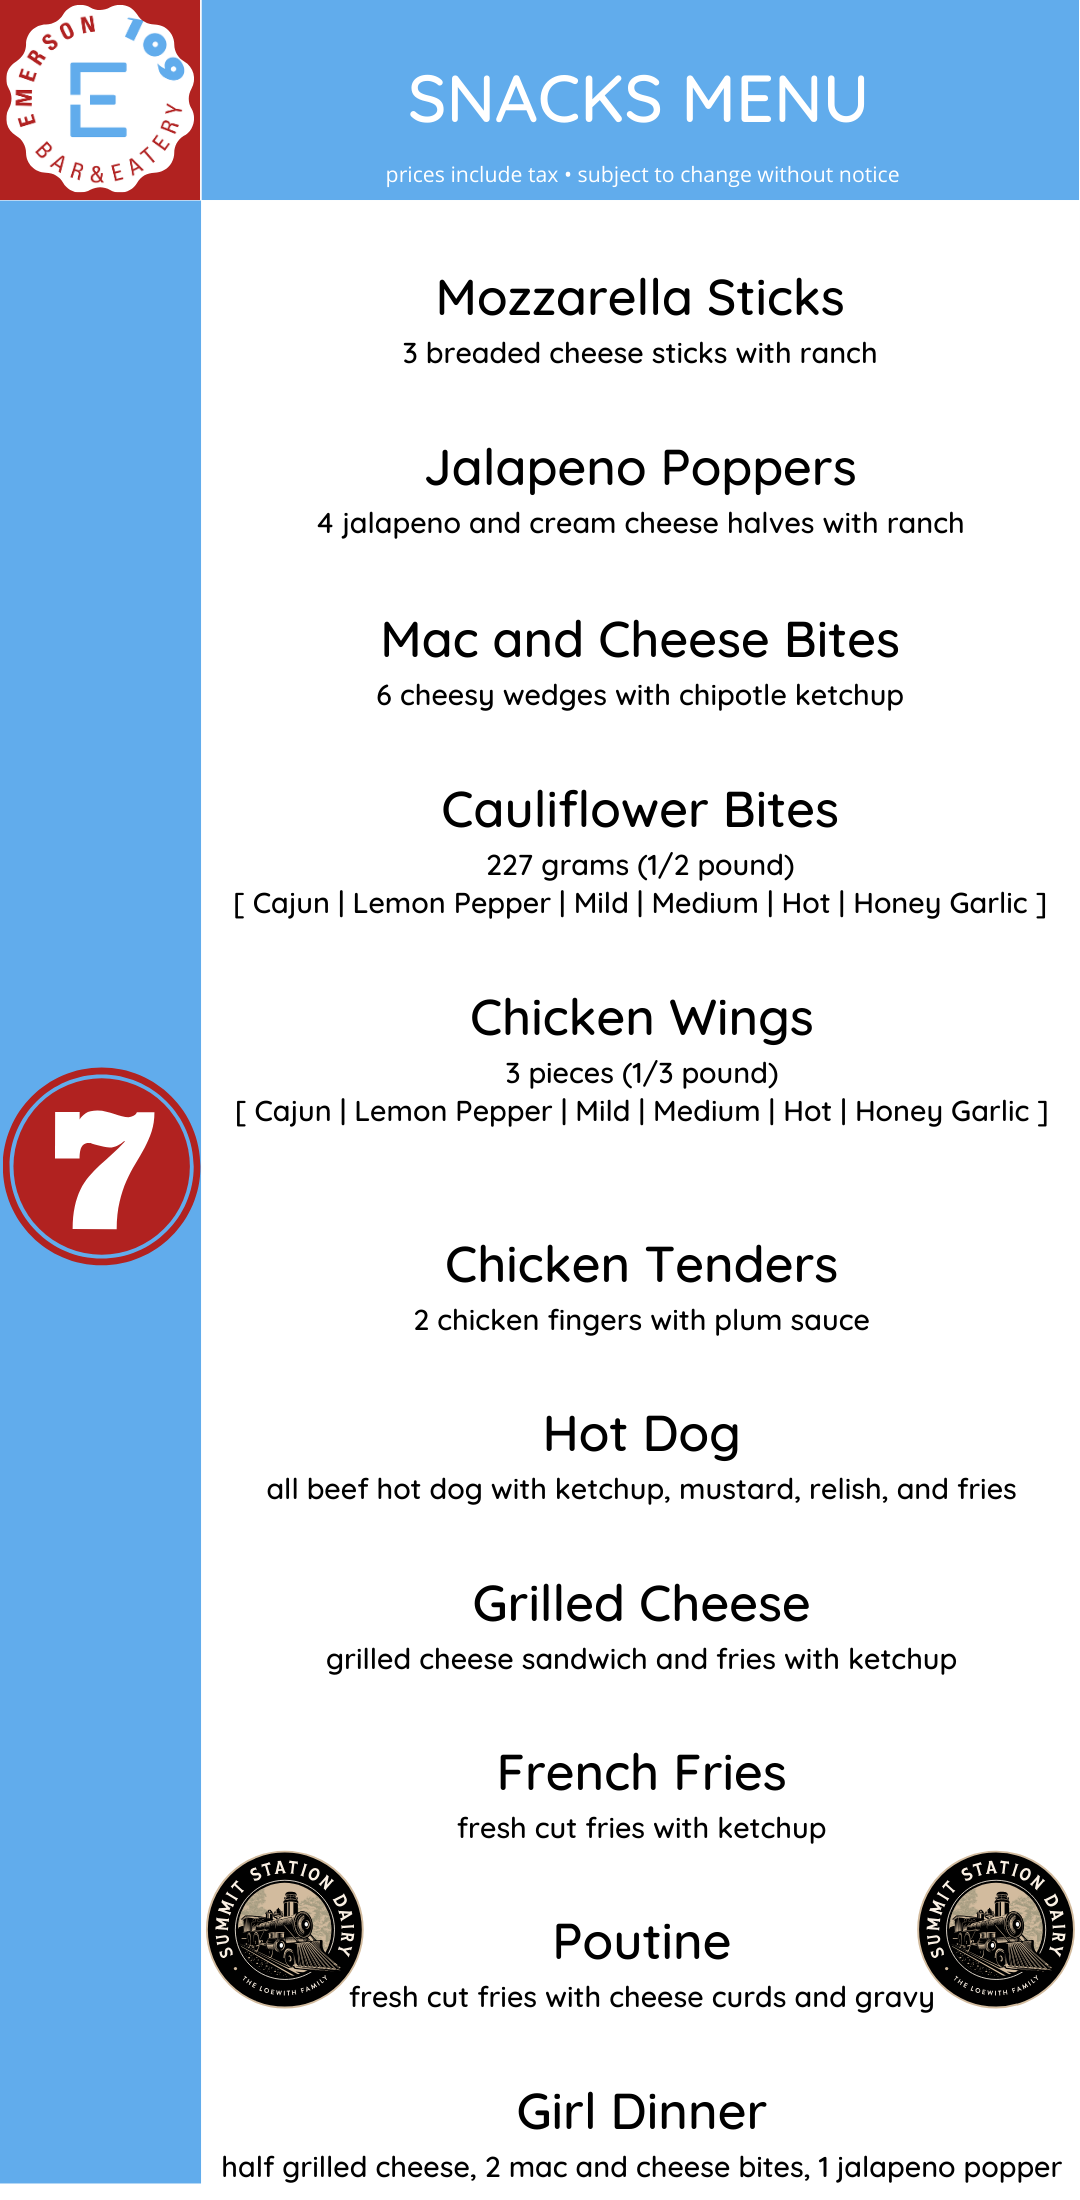 EMERSON 109
E
BAR & EATERY
SNACKS MENU
prices include tax • subject to change without notice
Mozzarella Sticks
3 breaded cheese sticks with ranch
Jalapeno Poppers
4 jalapeno and cream cheese halves with ranch
Mac and Cheese Bites
6 cheesy wedges with chipotle ketchup
Cauliflower Bites
227 grams (1/2 pound)
[ Cajun | Lemon Pepper | Mild | Medium | Hot | Honey Garlic ]
Chicken Wings
3 pieces (1/3 pound)
[ Cajun | Lemon Pepper | Mild | Medium | Hot | Honey Garlic ]
7
Chicken Tenders
2 chicken fingers with plum sauce
Hot Dog
all beef hot dog with ketchup, mustard, relish, and fries
Grilled Cheese
grilled cheese sandwich and fries with ketchup
French Fries
fresh cut fries with ketchup
SUMMIT STATION DAIRY
• THE LOEWITH FAMILY •
SUMMIT STATION DAIRY
• THE LOEWITH FAMILY •
Poutine
fresh cut fries with cheese curds and gravy
Girl Dinner
half grilled cheese, 2 mac and cheese bites, 1 jalapeno popper